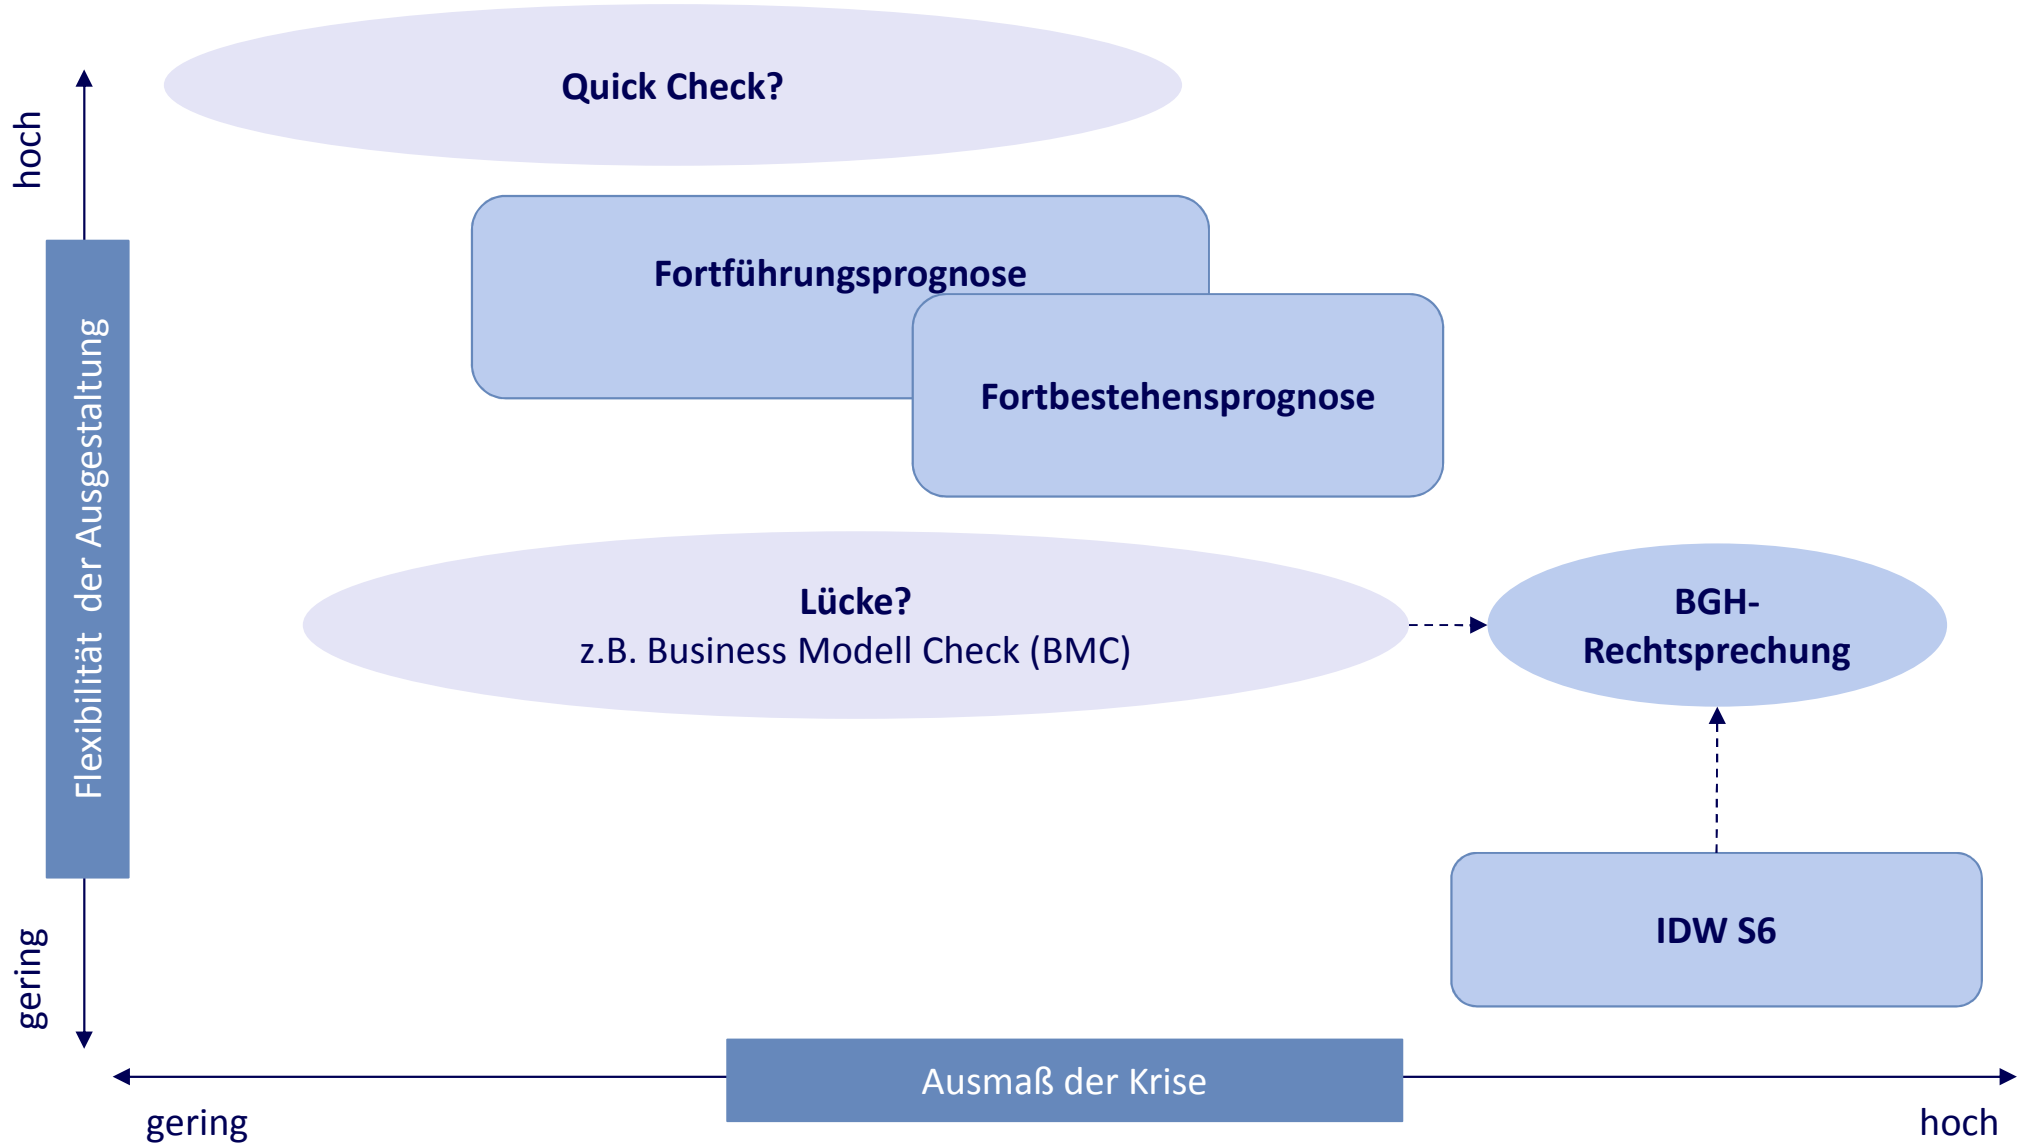 Quick Check?
hoch
Fortführungsprognose
Fortbestehensprognose
Flexibilität der Ausgestaltung
Lücke?
z.B. Business Modell Check (BMC)
BGH-
Rechtsprechung
IDW S6
gering
Ausmaß der Krise
gering
hoch